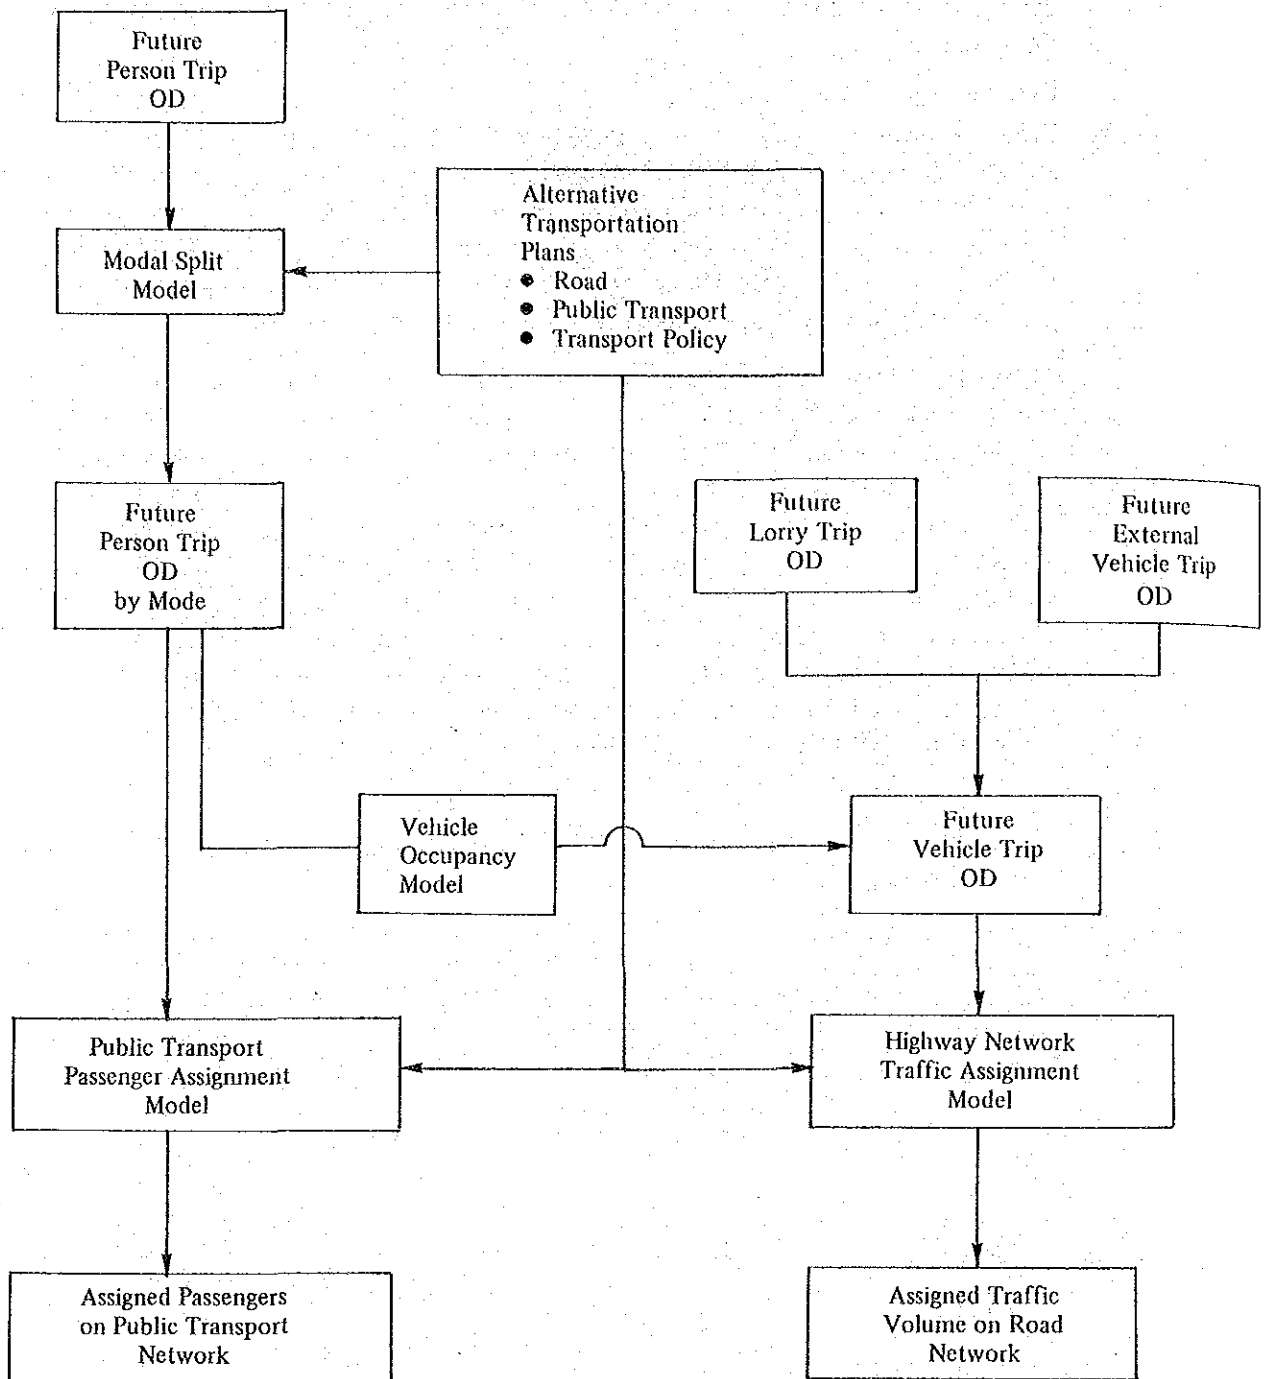 Future
Person Trip
OD
Alternative
Transportation
Plans
● Road
● Public Transport
● Transport Policy
Modal Split
Model
Future
Person Trip
OD
by Mode
Future
Lorry Trip
OD
Future
External
Vehicle Trip
OD
Vehicle
Occupancy
Model
Future
Vehicle Trip
OD
Public Transport
Passenger Assignment
Model
Highway Network
Traffic Assignment
Model
Assigned Passengers
on Public Transport
Network
Assigned Traffic
Volume on Road
Network